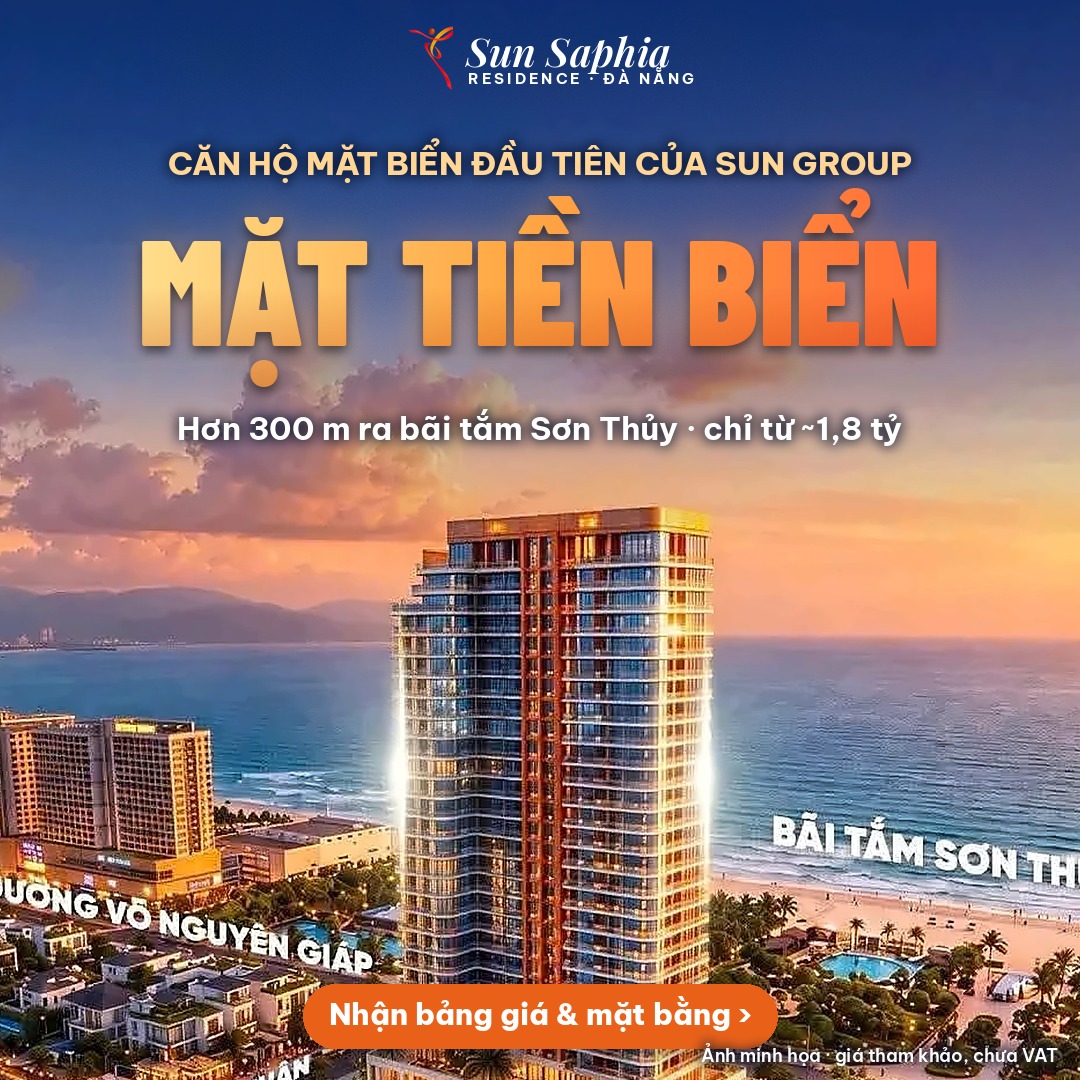 Sun Saphia
RESIDENCE · ĐÀ NẴNG
CĂN HỘ MẶT BIỂN ĐẦU TIÊN CỦA SUN GROUP
MẶT TIỀN BIỂN
Hơn 300 m ra bãi tắm Sơn Thủy · chỉ từ ~1,8 tỷ
BÃI TẮM SƠN TH
ĐƯỜNG VÕ NGUYÊN GIÁP
Nhận bảng giá & mặt bằng >
Ảnh minh họa · giá tham khảo, chưa VAT